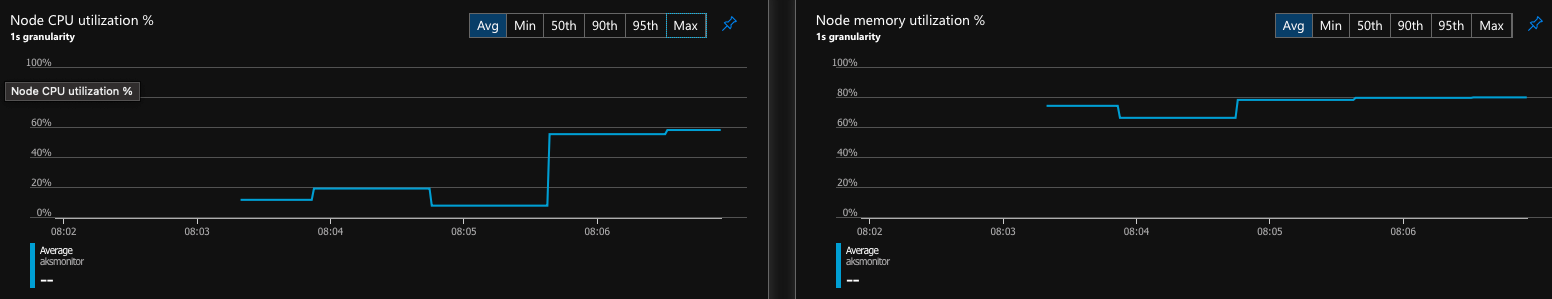 Node CPU utilization %
1s granularity
Avg Min 50th 90th 95th Max
100%
Node CPU utilization %
60%
40%
20%
0%
08:02 08:03 08:04 08:05 08:06
Average
aksmonitor
--
Node memory utilization %
1s granularity
Avg Min 50th 90th 95th Max
100%
80%
60%
40%
20%
0%
08:02 08:03 08:04 08:05 08:06
Average
aksmonitor
--